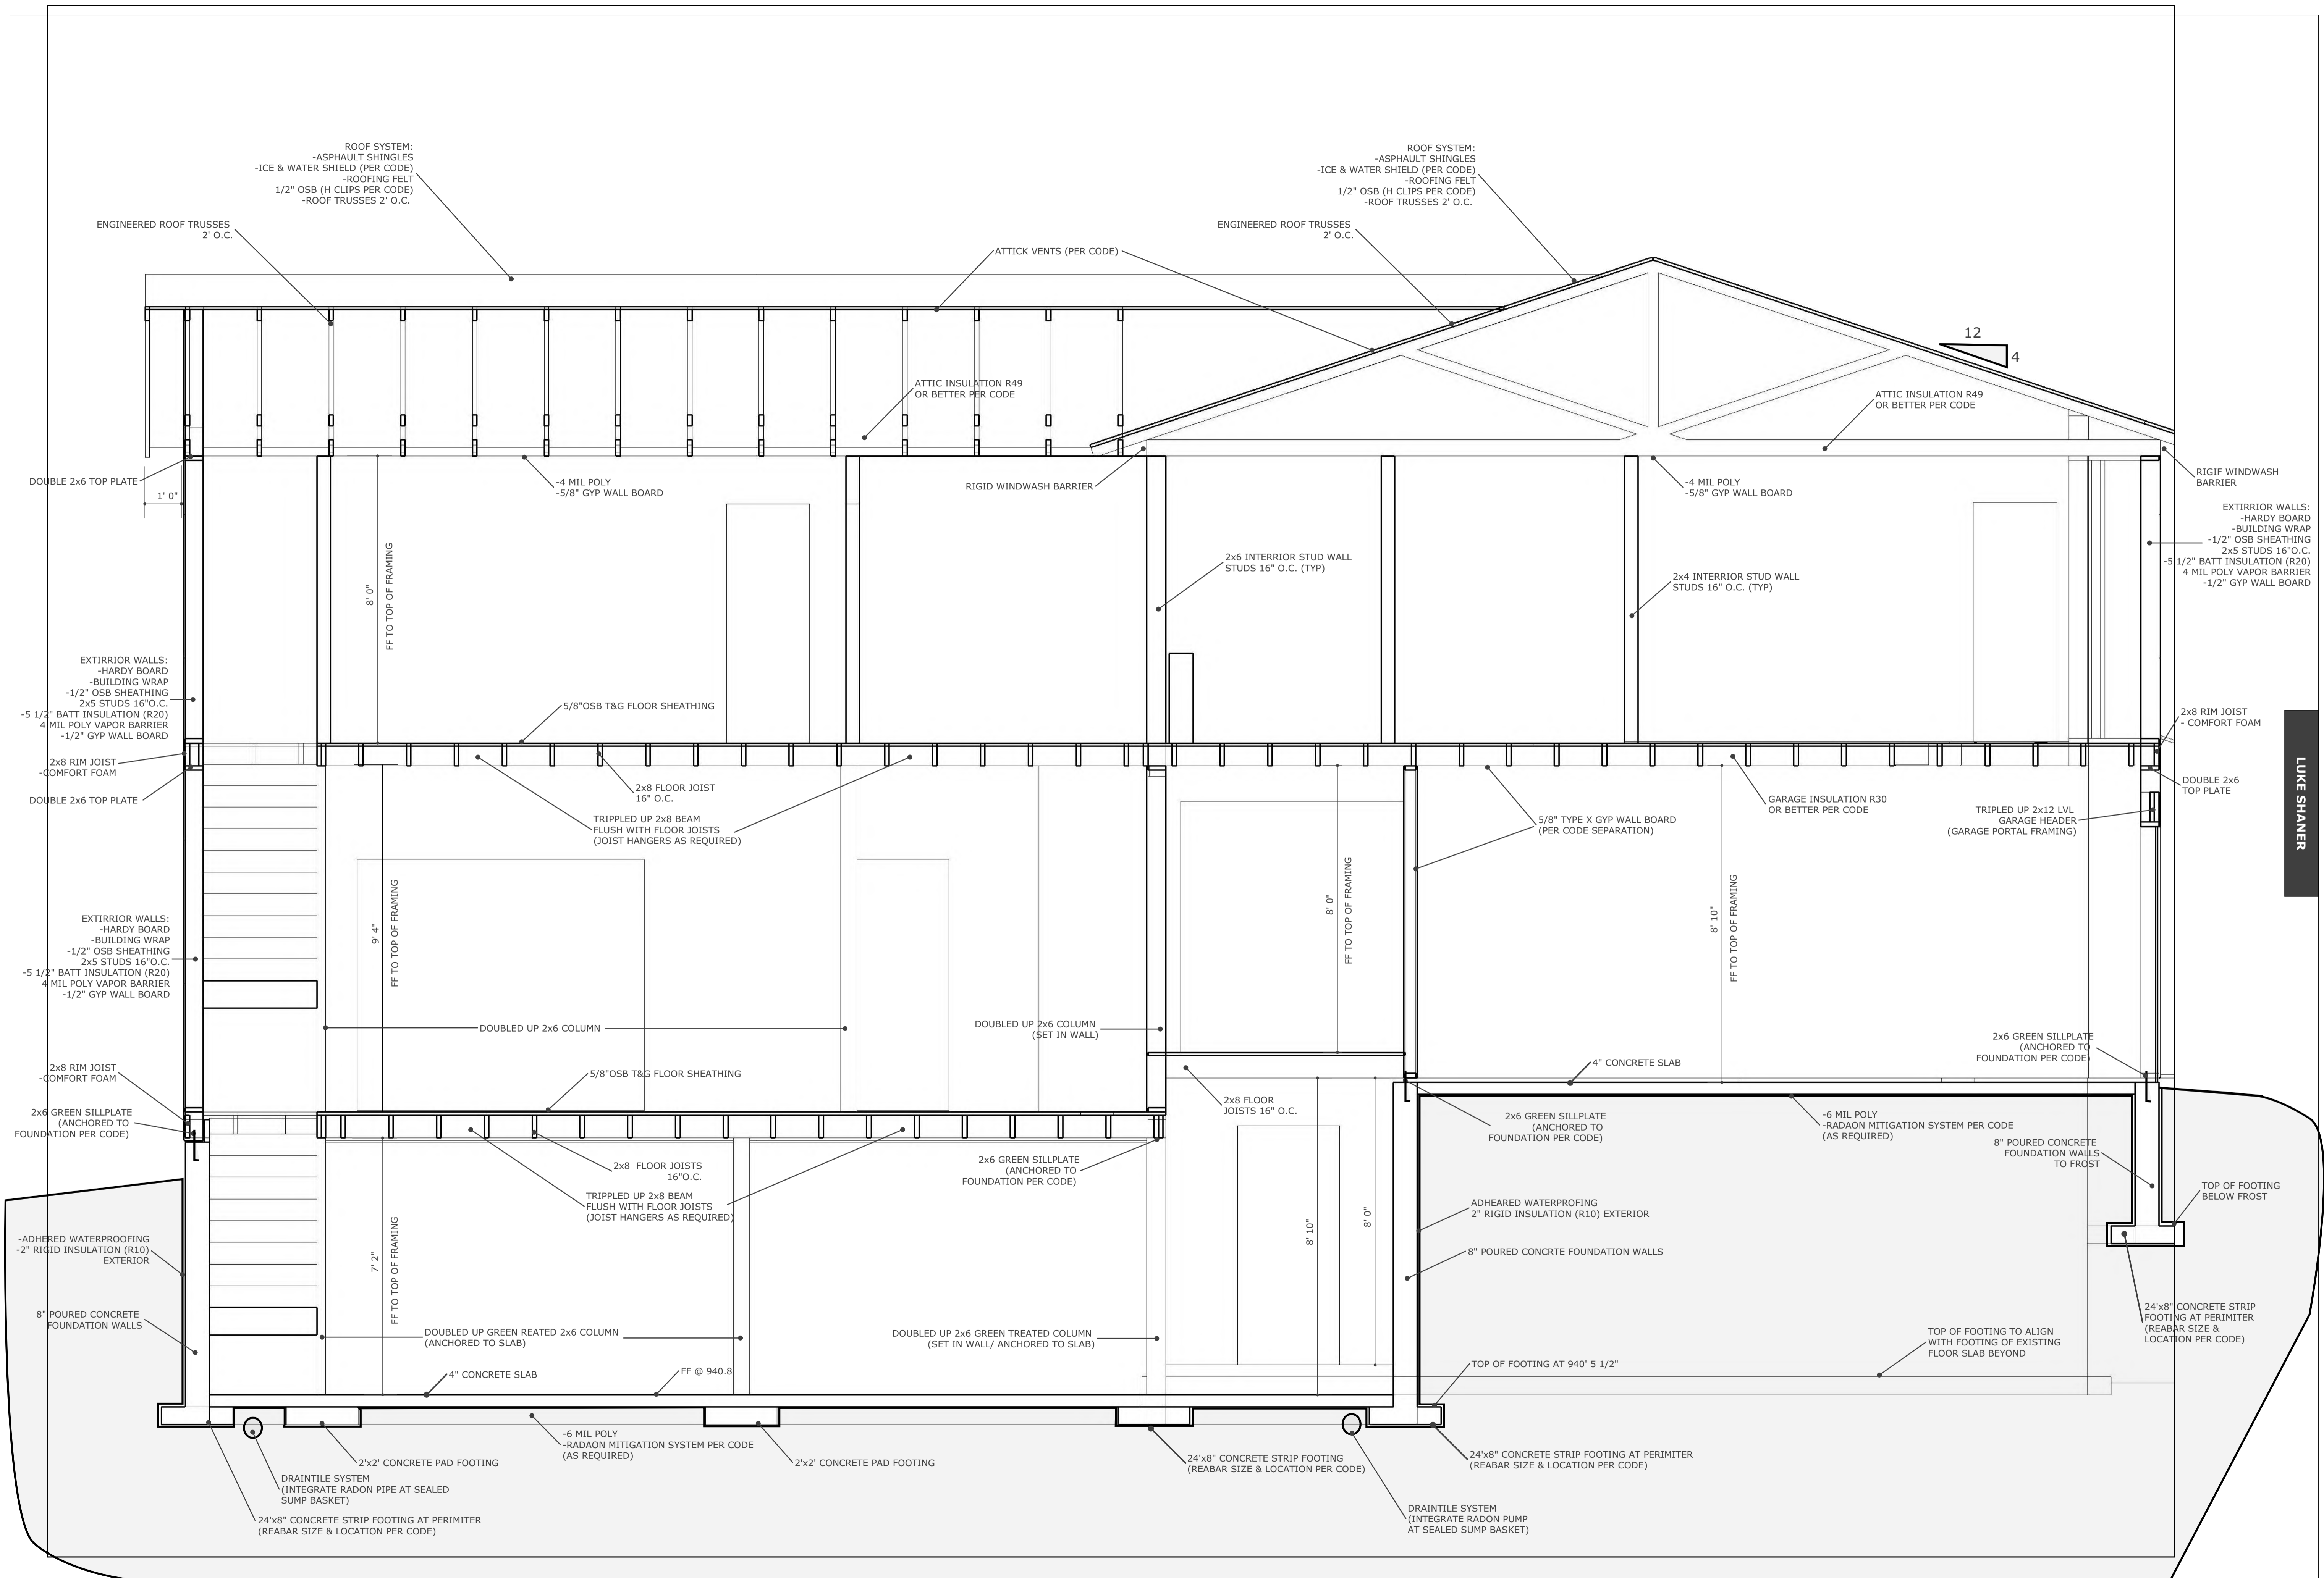 ROOF SYSTEM:
-ASPHAULT SHINGLES
-ICE & WATER SHIELD (PER CODE)
-ROOFING FELT
1/2" OSB (H CLIPS PER CODE)
-ROOF TRUSSES 2' O.C.
ROOF SYSTEM:
-ASPHAULT SHINGLES
-ICE & WATER SHIELD (PER CODE)
-ROOFING FELT
1/2" OSB (H CLIPS PER CODE)
-ROOF TRUSSES 2' O.C.
ENGINEERED ROOF TRUSSES
2' O.C.
ATTICK VENTS (PER CODE)
ENGINEERED ROOF TRUSSES
2' O.C.
12
4
ATTIC INSULATION R49
OR BETTER PER CODE
ATTIC INSULATION R49
OR BETTER PER CODE
DOUBLE 2x6 TOP PLATE
1' 0"
-4 MIL POLY
-5/8" GYP WALL BOARD
RIGID WINDWASH BARRIER
-4 MIL POLY
-5/8" GYP WALL BOARD
RIGIF WINDWASH
BARRIER
EXTIRRIOR WALLS:
-HARDY BOARD
-BUILDING WRAP
-1/2" OSB SHEATHING
2x5 STUDS 16"O.C.
-5 1/2" BATT INSULATION (R20)
4 MIL POLY VAPOR BARRIER
-1/2" GYP WALL BOARD
8' 0"
FF TO TOP OF FRAMING
2x6 INTERRIOR STUD WALL
STUDS 16" O.C. (TYP)
2x4 INTERRIOR STUD WALL
STUDS 16" O.C. (TYP)
EXTIRRIOR WALLS:
-HARDY BOARD
-BUILDING WRAP
-1/2" OSB SHEATHING
2x5 STUDS 16"O.C.
-5 1/2" BATT INSULATION (R20)
4 MIL POLY VAPOR BARRIER
-1/2" GYP WALL BOARD
5/8"OSB T&G FLOOR SHEATHING
2x8 RIM JOIST
- COMFORT FOAM
2x8 RIM JOIST
-COMFORT FOAM
DOUBLE 2x6 TOP PLATE
2x8 FLOOR JOIST
16" O.C.
TRIPPLED UP 2x8 BEAM
FLUSH WITH FLOOR JOISTS
(JOIST HANGERS AS REQUIRED)
5/8" TYPE X GYP WALL BOARD
(PER CODE SEPARATION)
GARAGE INSULATION R30
OR BETTER PER CODE
TRIPLED UP 2x12 LVL
GARAGE HEADER
(GARAGE PORTAL FRAMING)
DOUBLE 2x6
TOP PLATE
LUKE SHANER
EXTIRRIOR WALLS:
-HARDY BOARD
-BUILDING WRAP
-1/2" OSB SHEATHING
2x5 STUDS 16"O.C.
-5 1/2" BATT INSULATION (R20)
4 MIL POLY VAPOR BARRIER
-1/2" GYP WALL BOARD
9' 4"
FF TO TOP OF FRAMING
8' 0"
FF TO TOP OF FRAMING
8' 10"
FF TO TOP OF FRAMING
DOUBLED UP 2x6 COLUMN
DOUBLED UP 2x6 COLUMN
(SET IN WALL)
2x6 GREEN SILLPLATE
(ANCHORED TO
FOUNDATION PER CODE)
4" CONCRETE SLAB
2x8 RIM JOIST
-COMFORT FOAM
5/8"OSB T&G FLOOR SHEATHING
2x6 GREEN SILLPLATE
(ANCHORED TO
FOUNDATION PER CODE)
2x8 FLOOR
JOISTS 16" O.C.
2x6 GREEN SILLPLATE
(ANCHORED TO
FOUNDATION PER CODE)
-6 MIL POLY
-RADAON MITIGATION SYSTEM PER CODE
(AS REQUIRED)
8" POURED CONCRETE
FOUNDATION WALLS
TO FROST
2x8 FLOOR JOISTS
16"O.C.
2x6 GREEN SILLPLATE
(ANCHORED TO
FOUNDATION PER CODE)
TRIPPLED UP 2x8 BEAM
FLUSH WITH FLOOR JOISTS
(JOIST HANGERS AS REQUIRED)
ADHEARED WATERPROFING
2" RIGID INSULATION (R10) EXTERIOR
TOP OF FOOTING
BELOW FROST
-ADHERED WATERPROOFING
-2" RIGID INSULATION (R10)
EXTERIOR
7' 2"
FF TO TOP OF FRAMING
8' 10"
8' 0"
8" POURED CONCRTE FOUNDATION WALLS
8" POURED CONCRETE
FOUNDATION WALLS
DOUBLED UP GREEN REATED 2x6 COLUMN
(ANCHORED TO SLAB)
DOUBLED UP 2x6 GREEN TREATED COLUMN
(SET IN WALL/ ANCHORED TO SLAB)
24'x8" CONCRETE STRIP
FOOTING AT PERIMITER
(REABAR SIZE &
LOCATION PER CODE)
TOP OF FOOTING TO ALIGN
WITH FOOTING OF EXISTING
FLOOR SLAB BEYOND
4" CONCRETE SLAB
FF @ 940.8'
TOP OF FOOTING AT 940' 5 1/2"
-6 MIL POLY
-RADAON MITIGATION SYSTEM PER CODE
(AS REQUIRED)
2'x2' CONCRETE PAD FOOTING
2'x2' CONCRETE PAD FOOTING
24'x8" CONCRETE STRIP FOOTING
(REABAR SIZE & LOCATION PER CODE)
24'x8" CONCRETE STRIP FOOTING AT PERIMITER
(REABAR SIZE & LOCATION PER CODE)
DRAINTILE SYSTEM
(INTEGRATE RADON PIPE AT SEALED
SUMP BASKET)
DRAINTILE SYSTEM
(INTEGRATE RADON PUMP
AT SEALED SUMP BASKET)
24'x8" CONCRETE STRIP FOOTING AT PERIMITER
(REABAR SIZE & LOCATION PER CODE)